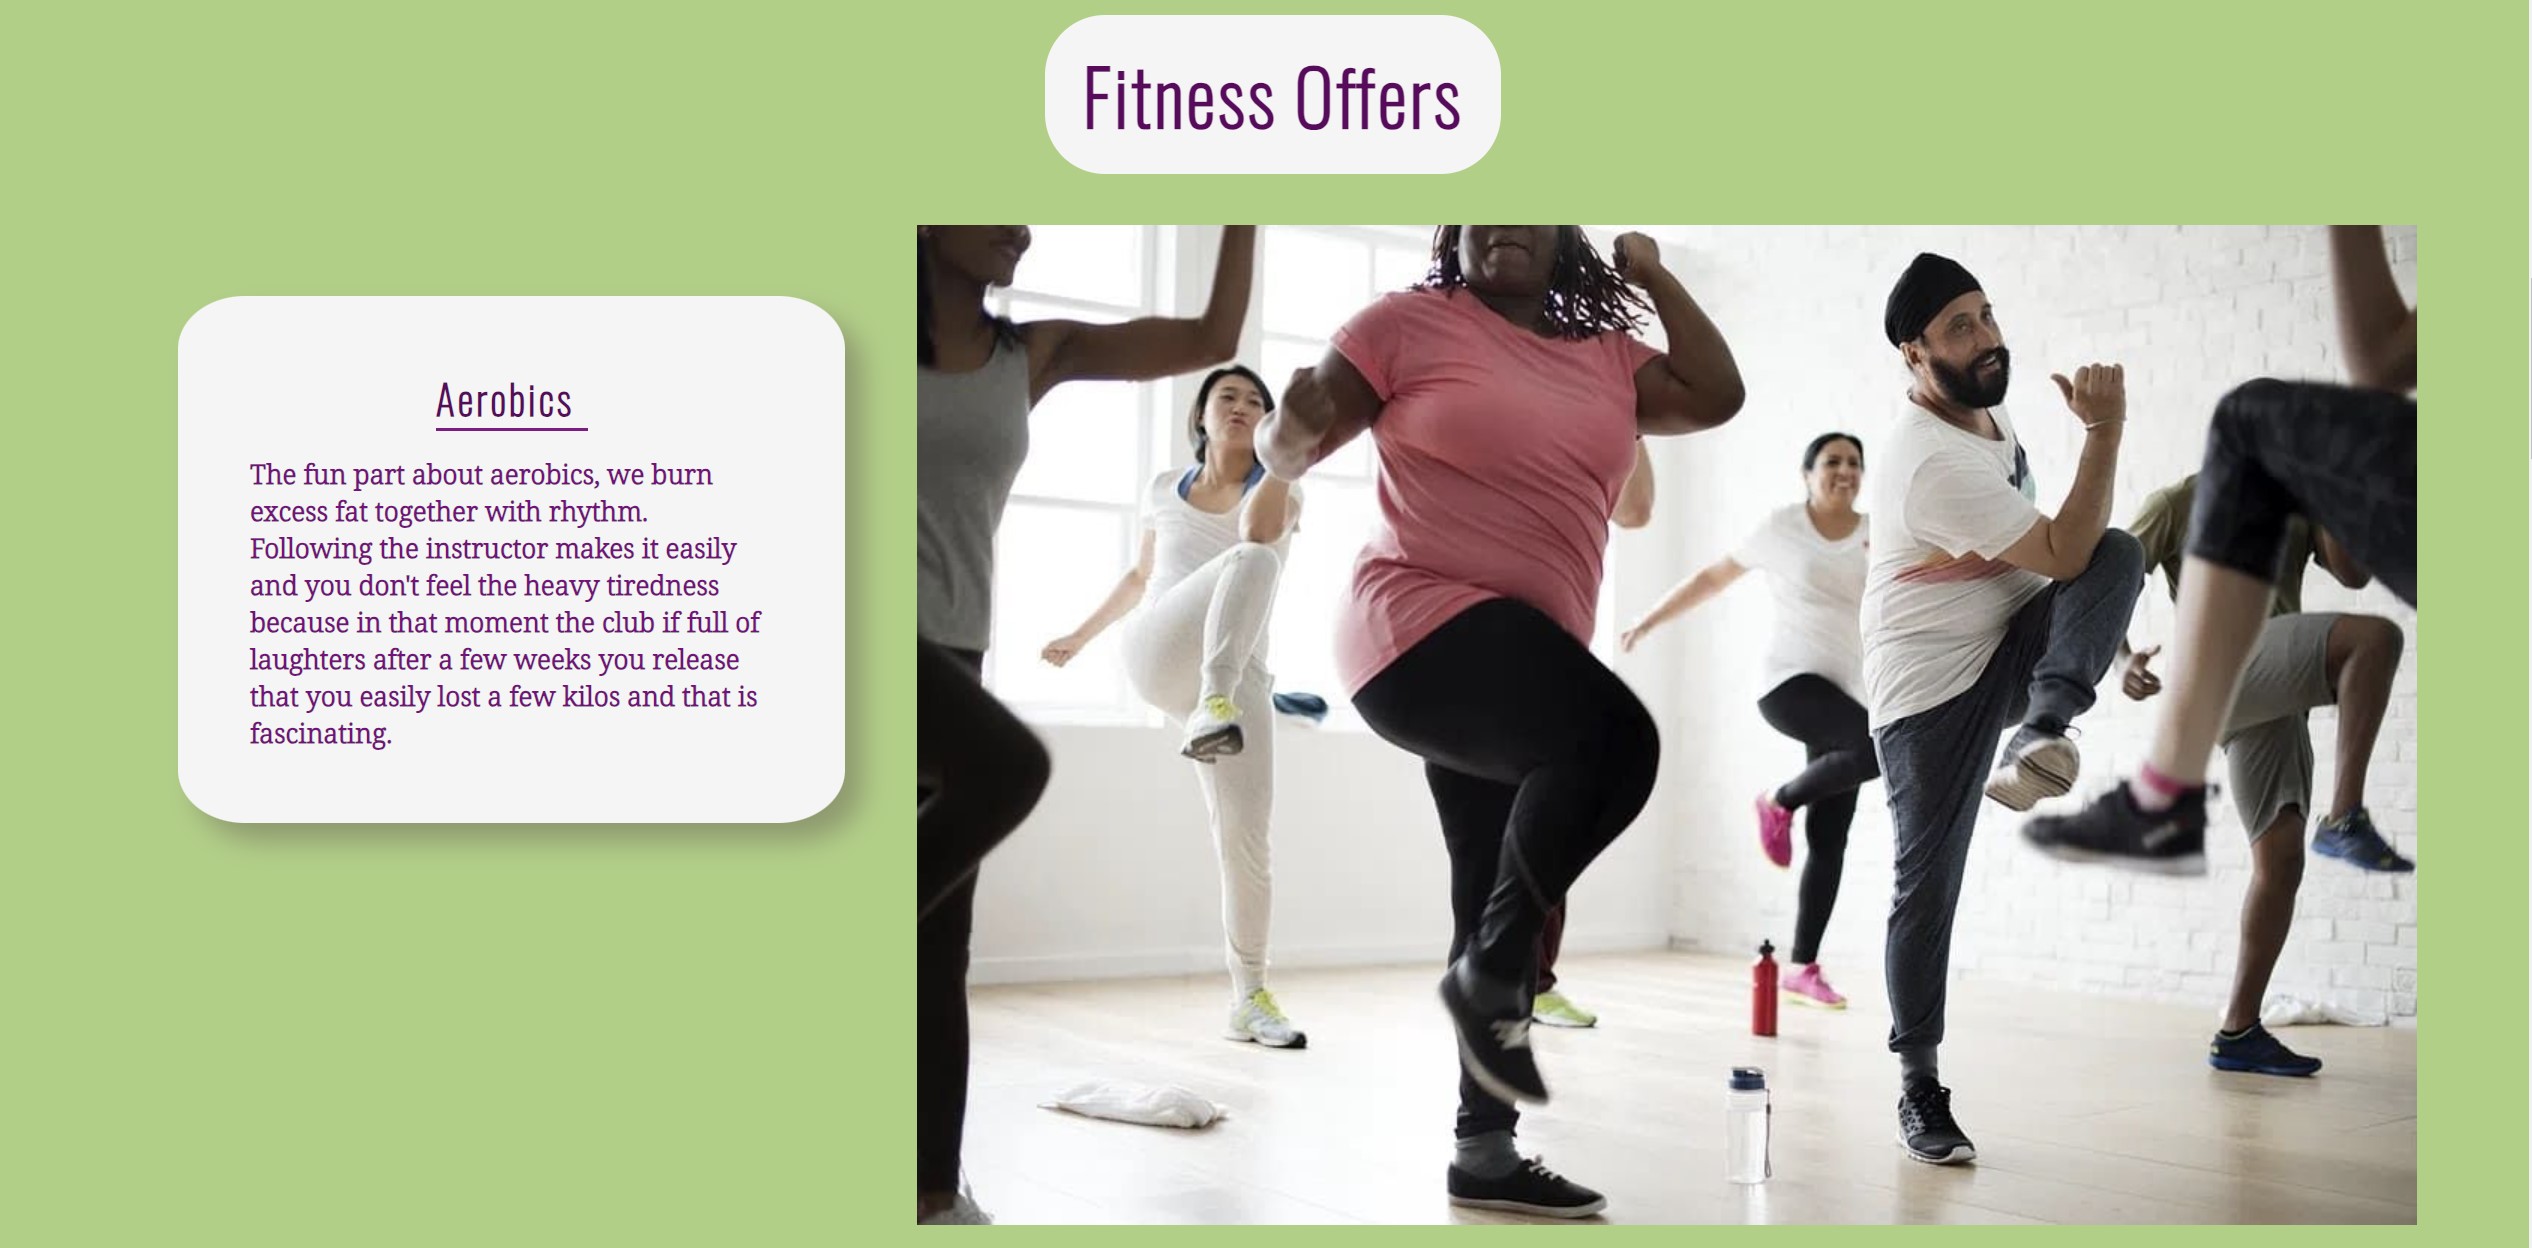 Fitness Offers
Aerobics
The fun part about aerobics, we burn
excess fat together with rhythm.
Following the instructor makes it easily
and you don't feel the heavy tiredness
because in that moment the club if full of
laughters after a few weeks you release
that you easily lost a few kilos and that is
fascinating.